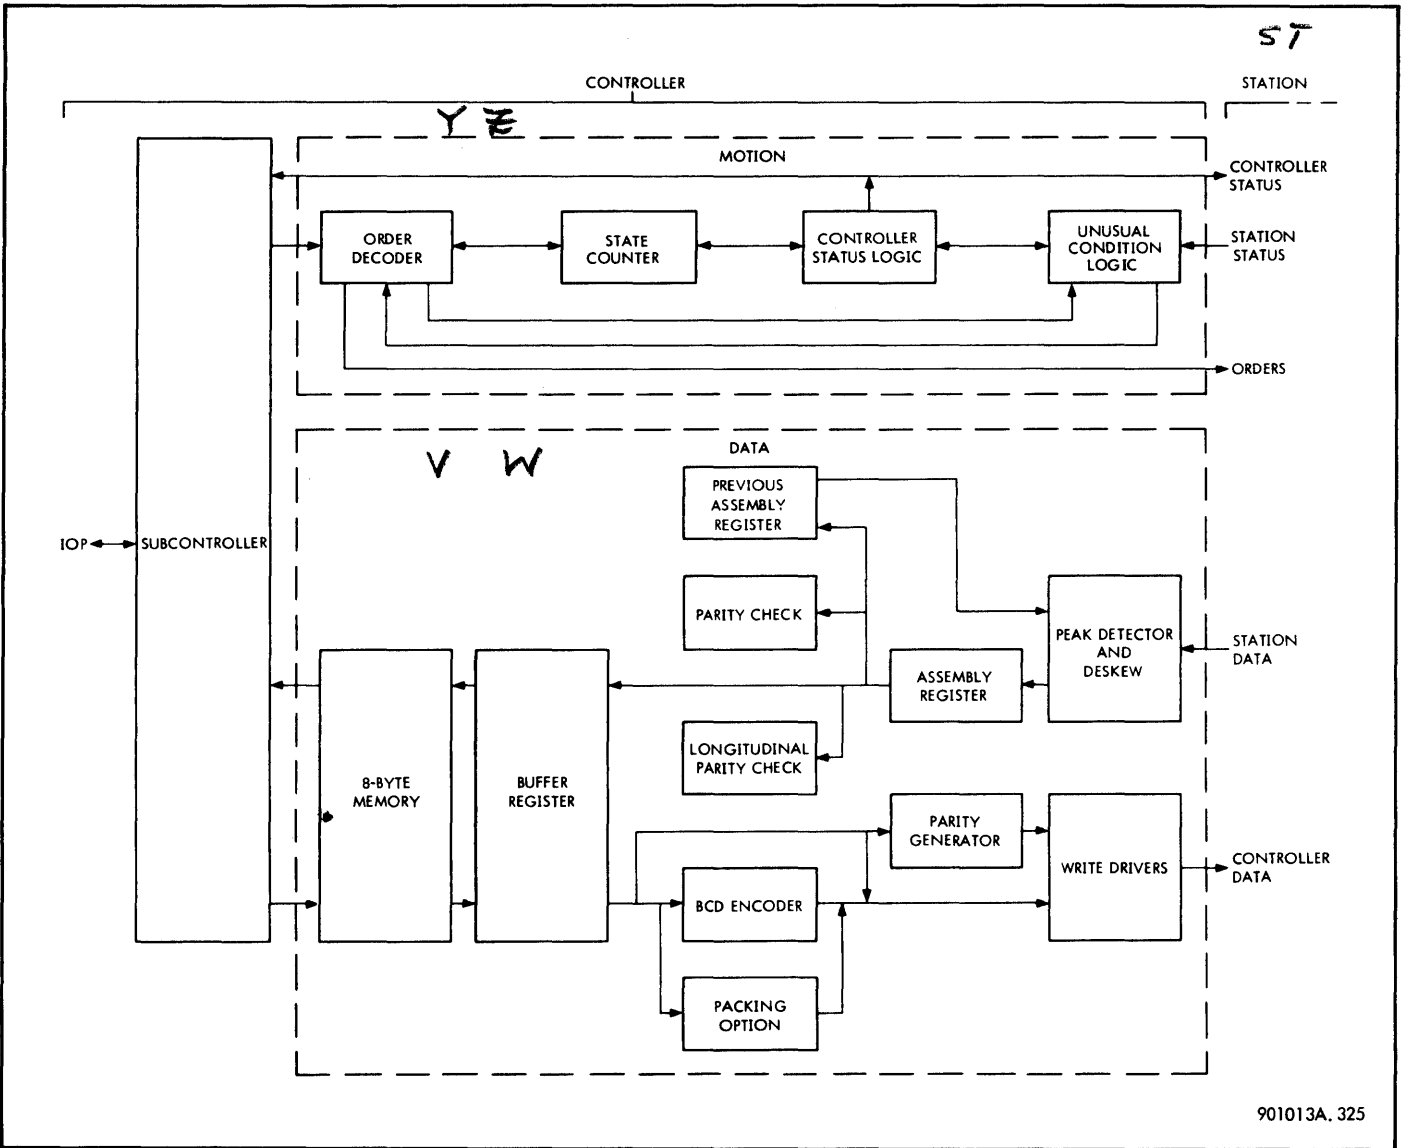 ST
CONTROLLER
STATION
Y Z
MOTION
CONTROLLER
STATUS
ORDER
DECODER
STATE
COUNTER
CONTROLLER
STATUS LOGIC
UNUSUAL
CONDITION
LOGIC
STATION
STATUS
ORDERS
V W
DATA
PREVIOUS
ASSEMBLY
REGISTER
IOP
SUBCONTROLLER
PARITY CHECK
PEAK DETECTOR
AND
DESKEW
STATION
DATA
ASSEMBLY
REGISTER
LONGITUDINAL
PARITY CHECK
8-BYTE
MEMORY
BUFFER
REGISTER
PARITY
GENERATOR
WRITE DRIVERS
CONTROLLER
DATA
BCD ENCODER
PACKING
OPTION
901013A.325